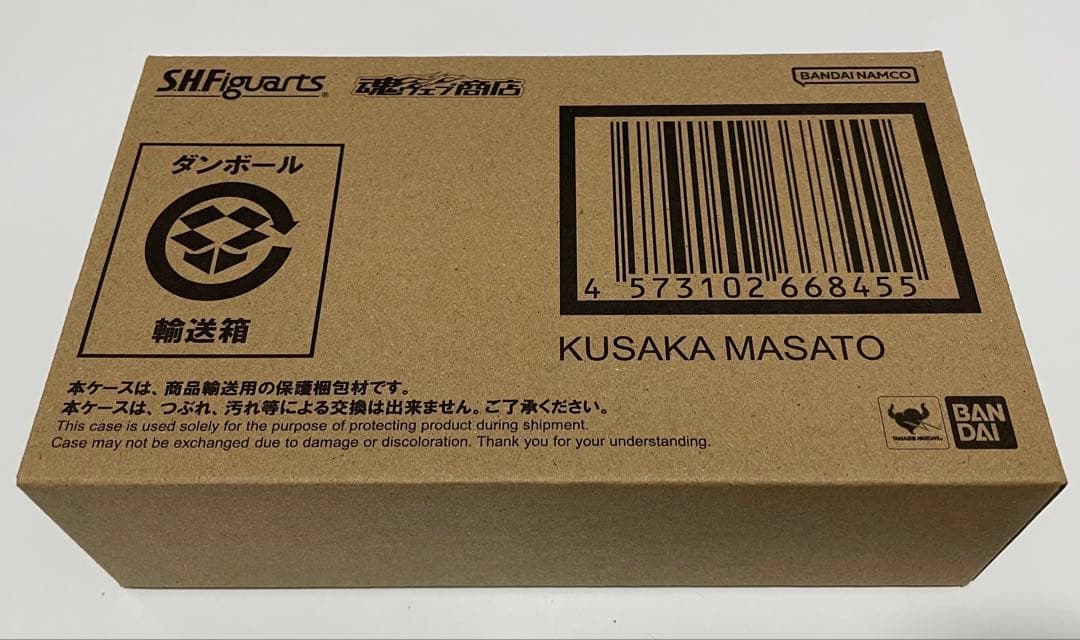 S.H.Figuarts®
魂ウェブ商店
BANDAI NAMCO
ダンボール
輸送箱
4 573102 668455
KUSAKA MASATO
本ケースは、商品輸送用の保護梱包材です。
本ケースは、つぶれ、汚れ等による交換は出来ません。ご了承ください。
This case is used solely for the purpose of protecting product during shipment.
Case may not be exchanged due to damage or discoloration. Thank you for your understanding.
TAMASHII NATIONS
BAN
DAI